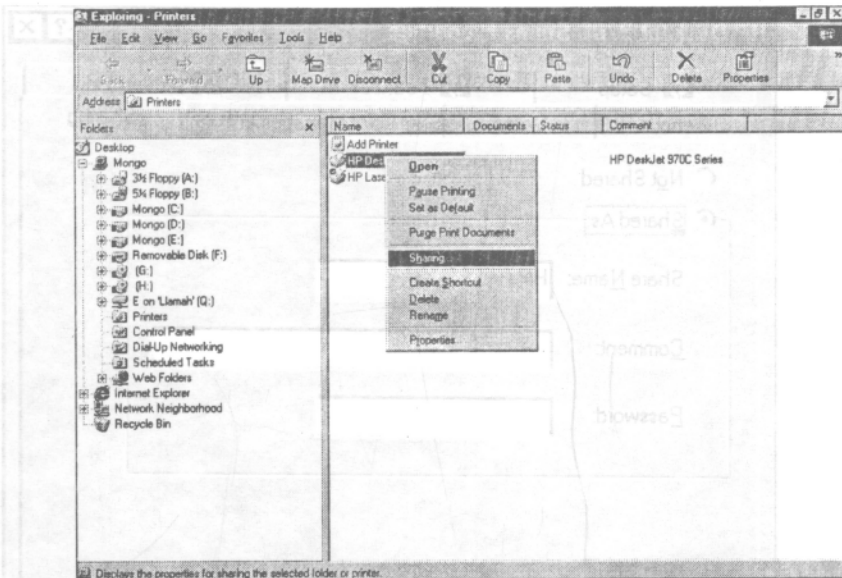 Exploring - Printers
File Edit View Go Favorites Tools Help
Back Forward Up Map Drive Disconnect Cut Copy Paste Undo Delete Properties
Address Printers
Folders
Name Documents Status Comment
Desktop
Mongo
3½ Floppy (A:)
5¼ Floppy (B:)
Mongo (C:)
Mongo (D:)
Mongo (E:)
Removable Disk (F:)
(G:)
(H:)
E on 'Llamah' (Q:)
Printers
Control Panel
Dial-Up Networking
Scheduled Tasks
Web Folders
Internet Explorer
Network Neighborhood
Recycle Bin
Add Printer
HP Des HP DeskJet 970C Series
HP Lase
Open
Pause Printing
Set as Default
Purge Print Documents
Sharing...
Create Shortcut
Delete
Rename
Properties
Displays the properties for sharing the selected folder or printer.
Not Shared
Shared As:
Share Name:
Comment:
Password: